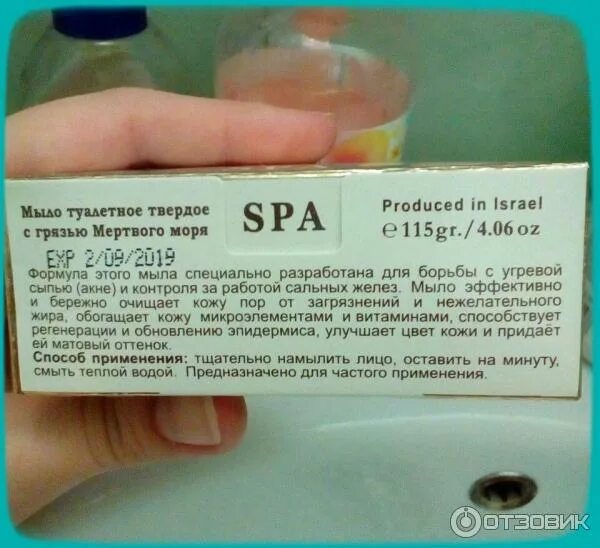 Мыло туалетное твердое
с грязью Мертвого моря
EXP 2/09/2019
SPA
Produced in Israel
℮115gr./4.06oz
Формула этого мыла специально разработана для борьбы с угревой
сыпью (акне) и контроля за работой сальных желез. Мыло эффективно
и бережно очищает кожу пор от загрязнений и нежелательного
жира, обогащает кожу микроэлементами и витаминами, способствует
регенерации и обновлению эпидермиса, улучшает цвет кожи и придаёт
ей матовый оттенок.
Способ применения: тщательно намылить лицо, оставить на минуту,
смыть теплой водой. Предназначено для частого применения.
ОТЗОВИК